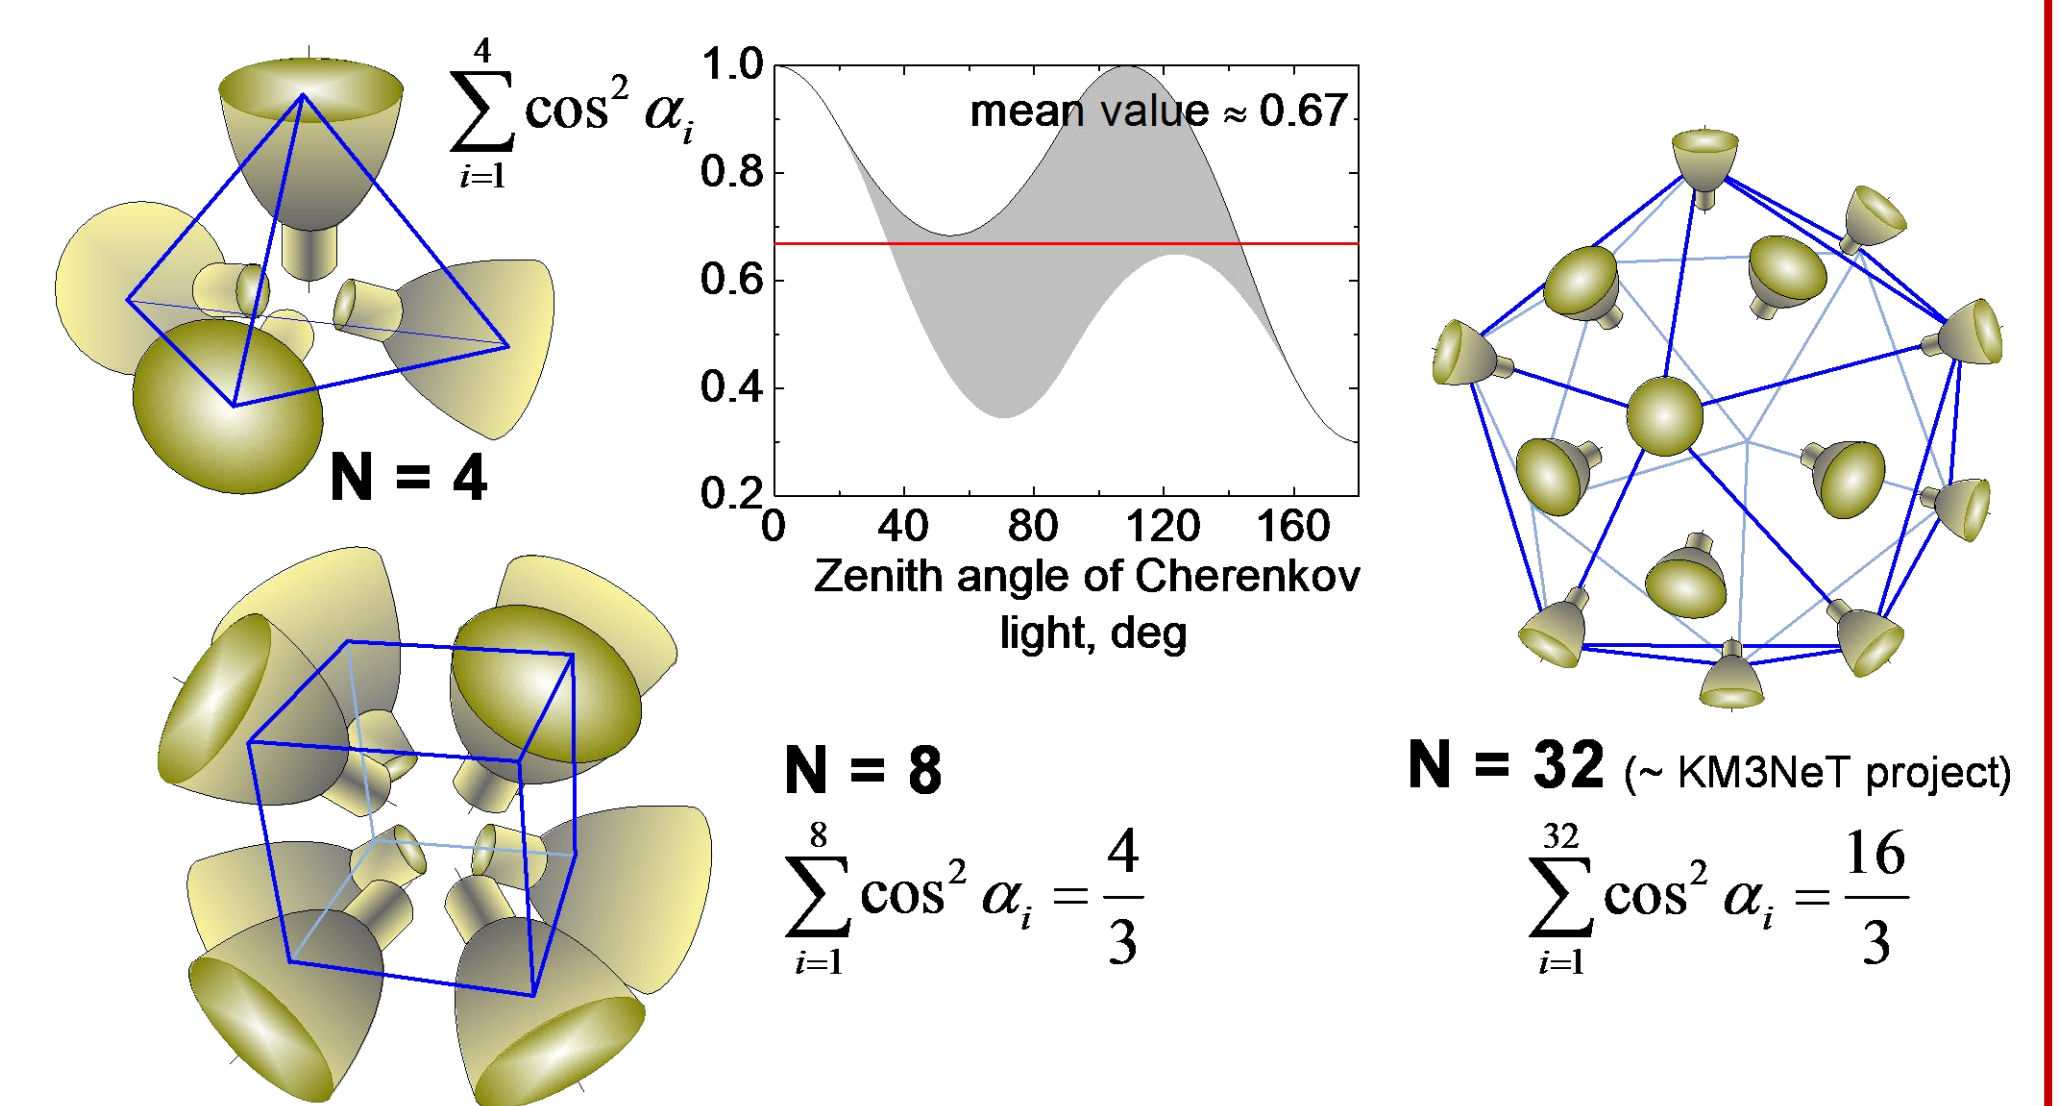 4
∑ cos² αᵢ
i=1
N = 4
1.0
0.8
0.6
0.4
0.2
mean value ≈ 0.67
0 40 80 120 160
Zenith angle of Cherenkov
light, deg
N = 8
8
∑ cos² αᵢ = 4/3
i=1
N = 32 (~ KM3NeT project)
32
∑ cos² αᵢ = 16/3
i=1